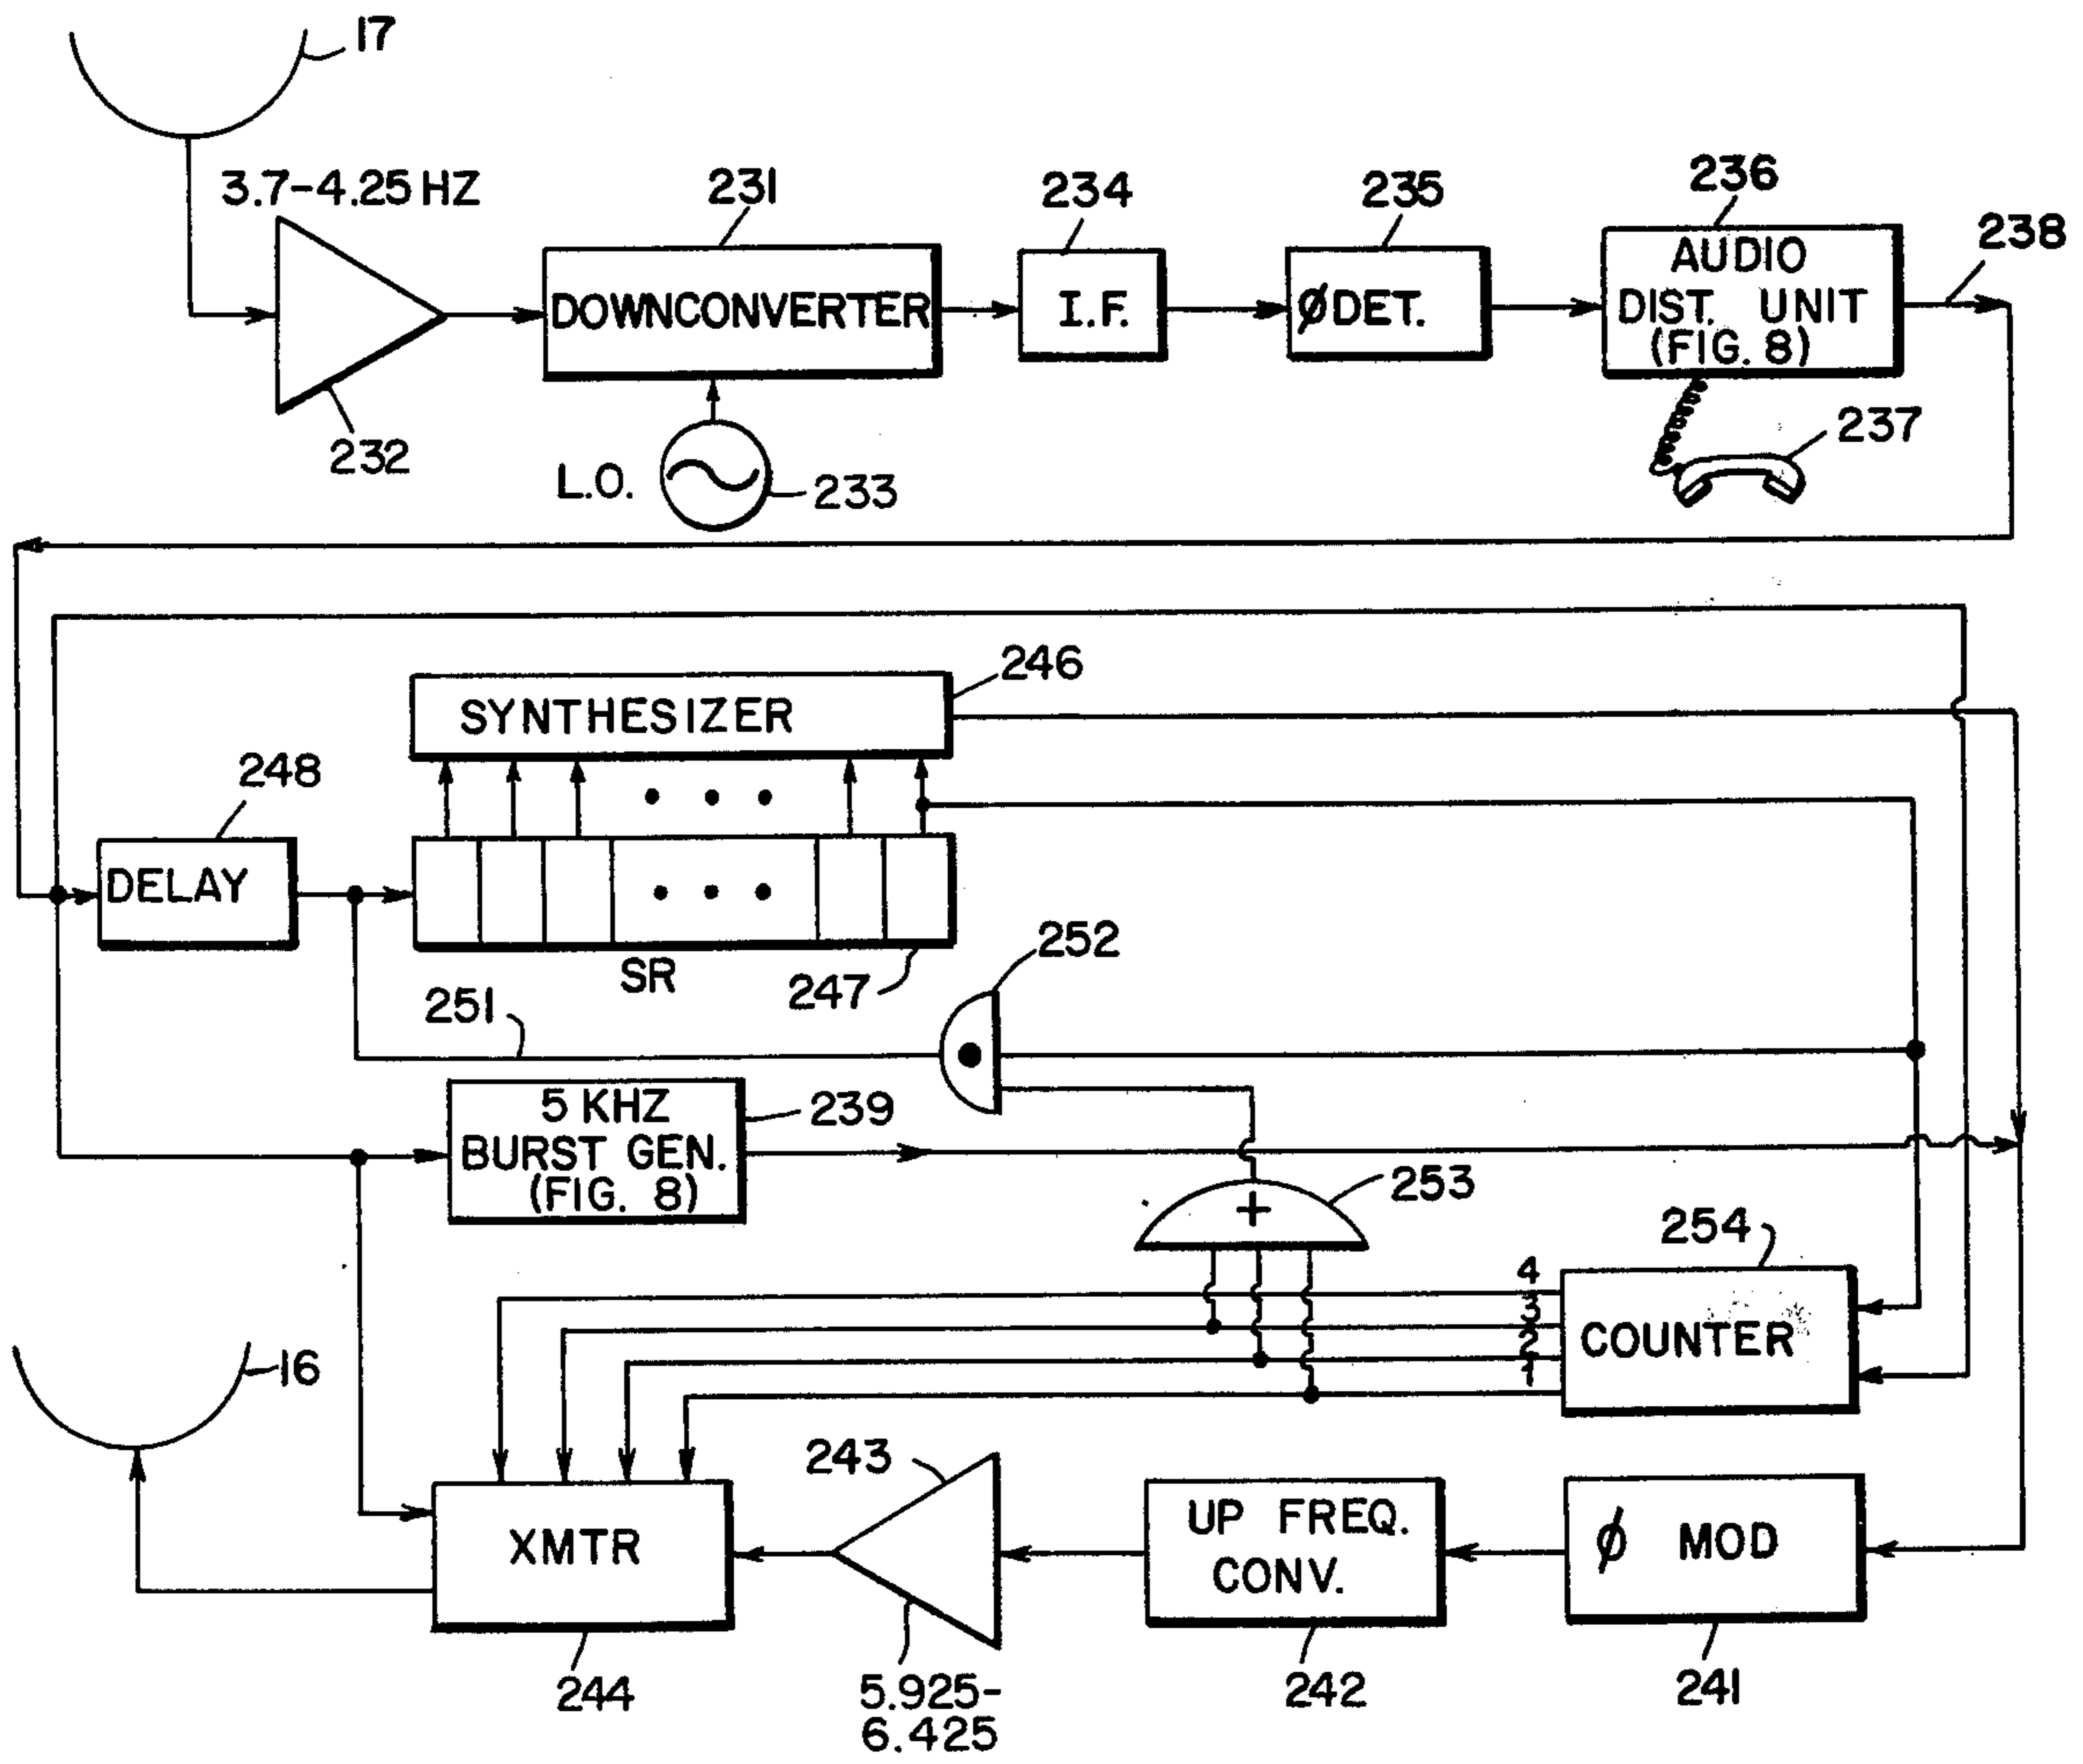 17
3.7-4.25 HZ
231
234
235
236
238
DOWNCONVERTER
I.F.
ϕ DET.
AUDIO
DIST. UNIT
(FIG. 8)
232
L.O.
233
237
246
SYNTHESIZER
248
DELAY
SR
247
252
251
5 KHZ
BURST GEN.
(FIG. 8)
239
+
253
254
4
3
2
1
COUNTER
16
243
XMTR
UP FREQ.
CONV.
ϕ MOD
244
5.925-
6.425
242
241